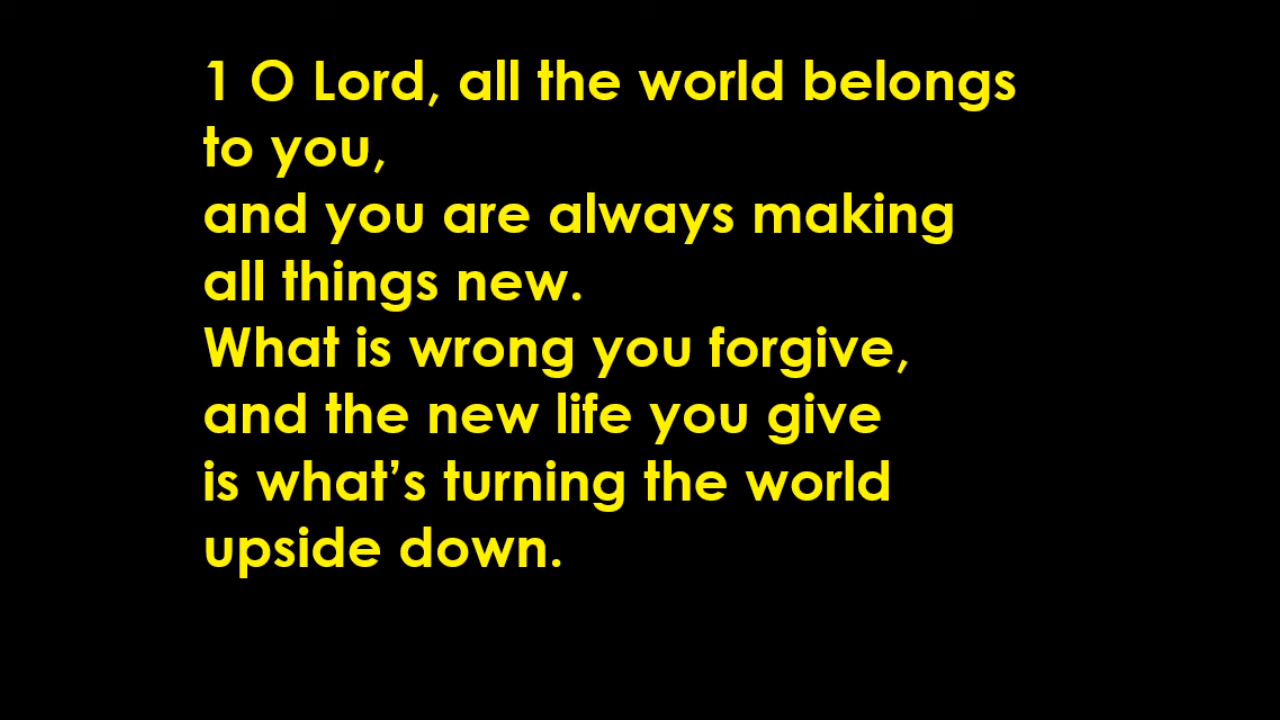 1 O Lord, all the world belongs
to you,
and you are always making
all things new.
What is wrong you forgive,
and the new life you give
is what’s turning the world
upside down.